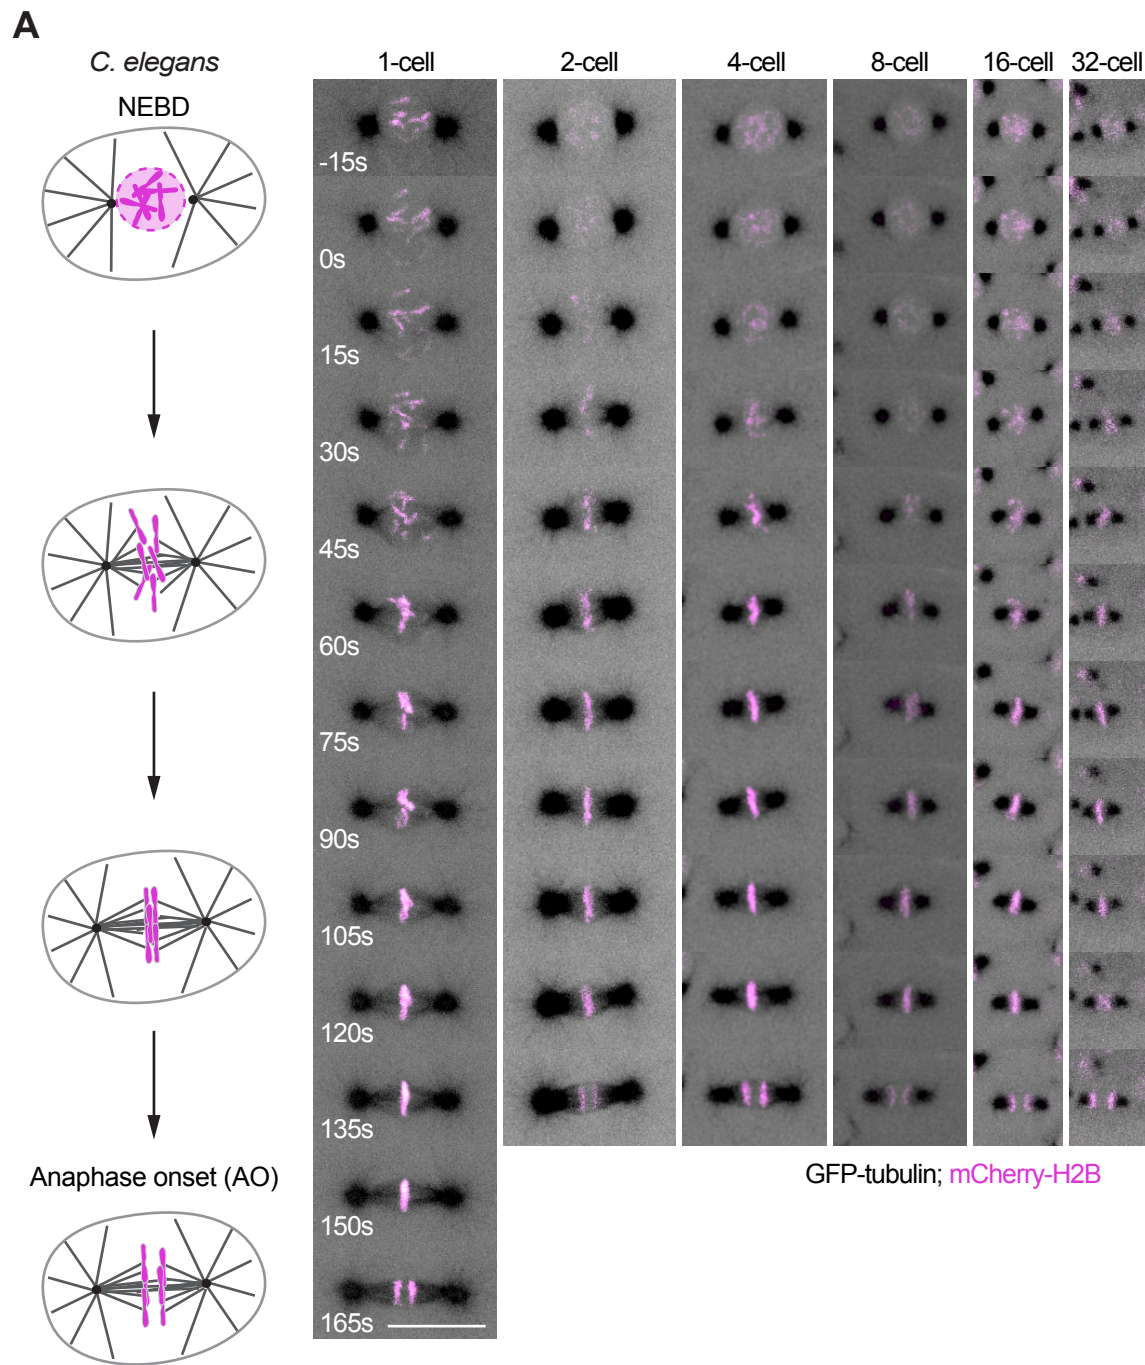 A
C. elegans
NEBD
1-cell
2-cell
4-cell
8-cell
16-cell
32-cell
-15s
0s
15s
30s
45s
60s
75s
90s
105s
120s
135s
150s
165s
Anaphase onset (AO)
GFP-tubulin; mCherry-H2B